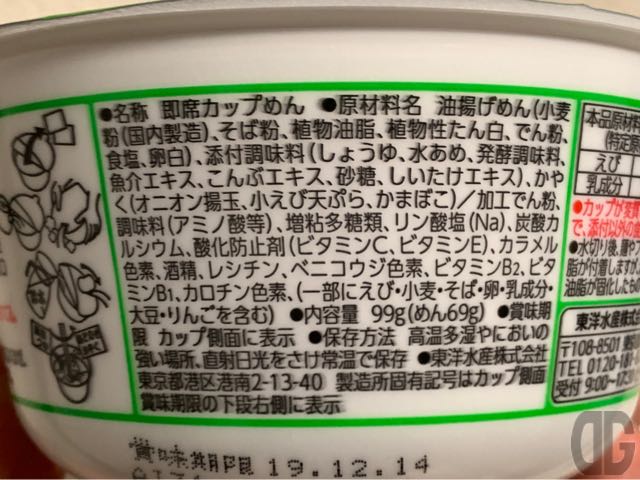 ●名称 即席カップめん ●原材料名 油揚げめん(小麦
粉(国内製造)、そば粉、植物油脂、植物性たん白、でん粉、
食塩、卵白)、添付調味料(しょうゆ、水あめ、発酵調味料、
魚介エキス、こんぶエキス、砂糖、しいたけエキス)、かや
く(オニオン揚玉、小えび天ぷら、かまぼこ)/加工でん粉、
調味料(アミノ酸等)、増粘多糖類、リン酸塩(Na)、炭酸カ
ルシウム、酸化防止剤(ビタミンC、ビタミンE)、カラメル
色素、酒精、レシチン、ベニコウジ色素、ビタミンB2、ビタ
ミンB1、カロチン色素、(一部にえび・小麦・そば・卵・乳成分・
大豆・りんごを含む) ●内容量 99g(めん69g) ●賞味期
限 カップ側面に表示 ●保存方法 高温多湿やにおいの
強い場所、直射日光をさけ常温で保存 ●東洋水産株式会社
東京都港区港南2-13-40 製造所固有記号はカップ側面
賞味期限の下段右側に表示
本品原材料
(特定原
えび
乳成分
●カップが変
で、添付以外の
●水切り後、麺や
脂が付着しますが、
油脂が固化したもの
東洋水産株式
〒108-8501
TEL 0120-181
受付 9:00~17:
賞味期限 19.12.14
DG